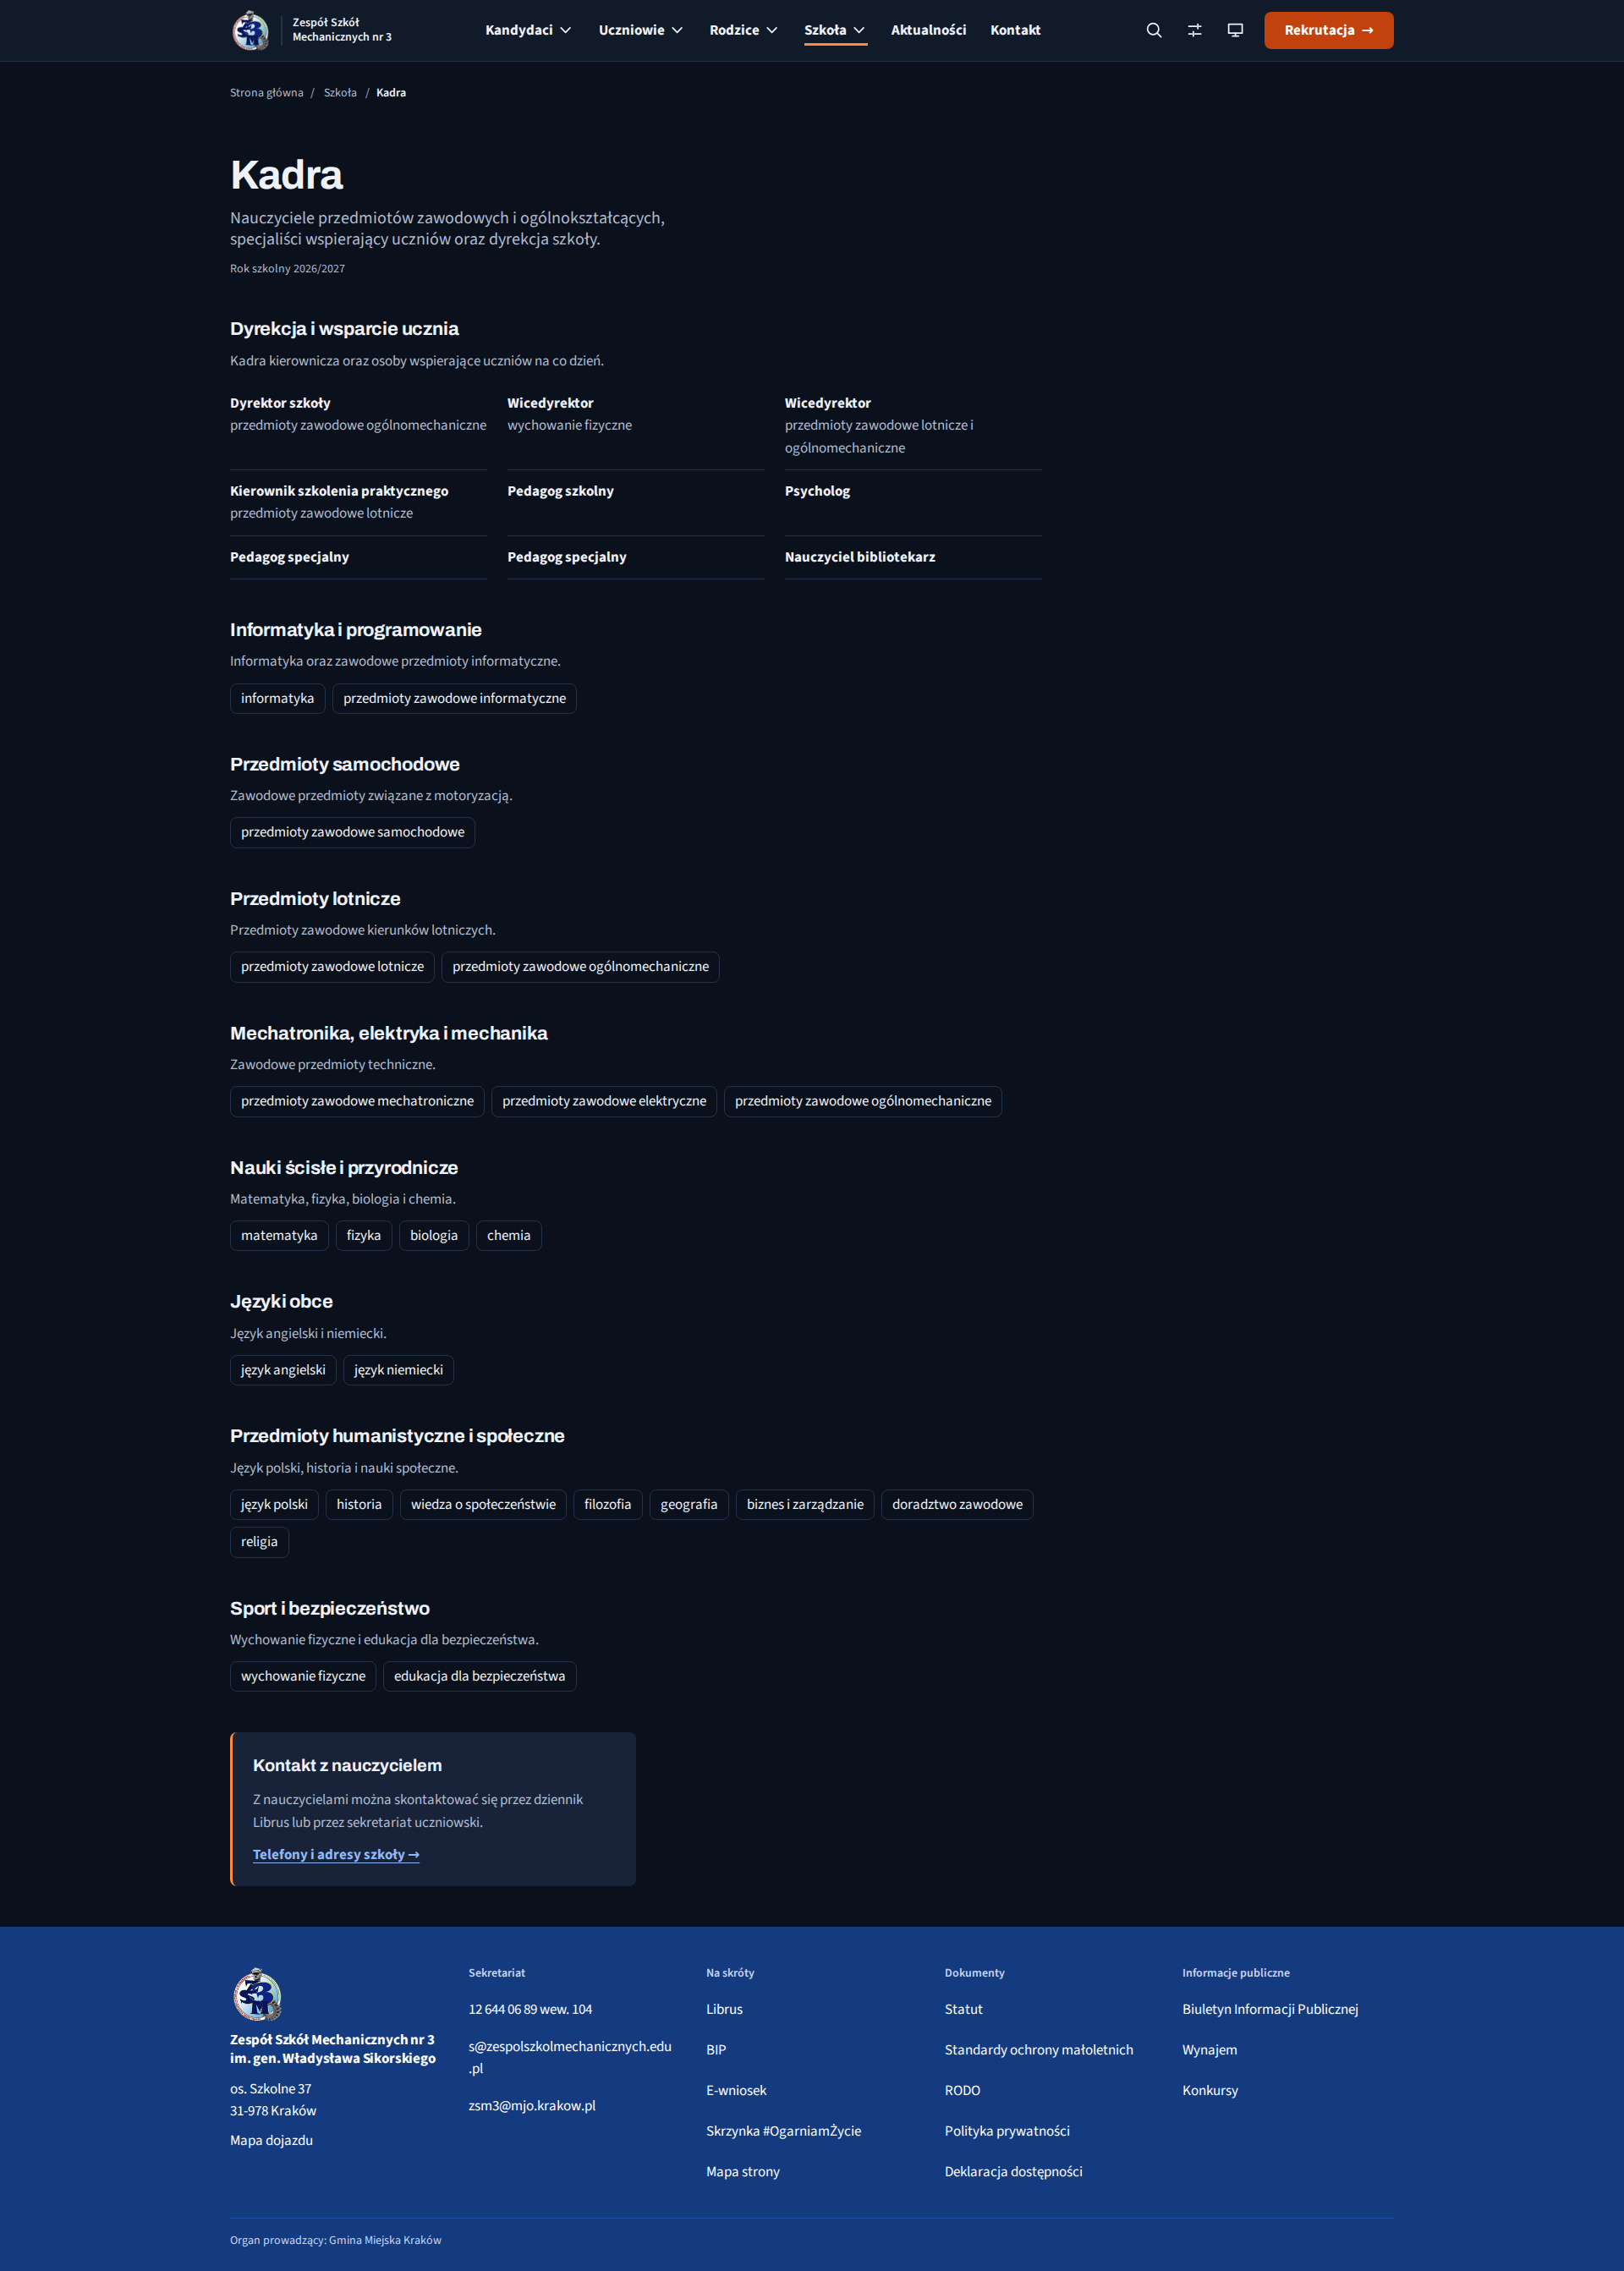 Zespół Szkół
Mechanicznych nr 3
Kandydaci
Uczniowie
Rodzice
Szkoła
Aktualności
Kontakt
Rekrutacja →
Strona główna / Szkoła / Kadra
Kadra
Nauczyciele przedmiotów zawodowych i ogólnokształcących,
specjaliści wspierający uczniów oraz dyrekcja szkoły.
Rok szkolny 2026/2027
Dyrekcja i wsparcie ucznia
Kadra kierownicza oraz osoby wspierające uczniów na co dzień.
Dyrektor szkoły
przedmioty zawodowe ogólnomechaniczne
Wicedyrektor
wychowanie fizyczne
Wicedyrektor
przedmioty zawodowe lotnicze i
ogólnomechaniczne
Kierownik szkolenia praktycznego
przedmioty zawodowe lotnicze
Pedagog szkolny
Psycholog
Pedagog specjalny
Pedagog specjalny
Nauczyciel bibliotekarz
Informatyka i programowanie
Informatyka oraz zawodowe przedmioty informatyczne.
informatyka
przedmioty zawodowe informatyczne
Przedmioty samochodowe
Zawodowe przedmioty związane z motoryzacją.
przedmioty zawodowe samochodowe
Przedmioty lotnicze
Przedmioty zawodowe kierunków lotniczych.
przedmioty zawodowe lotnicze
przedmioty zawodowe ogólnomechaniczne
Mechatronika, elektryka i mechanika
Zawodowe przedmioty techniczne.
przedmioty zawodowe mechatroniczne
przedmioty zawodowe elektryczne
przedmioty zawodowe ogólnomechaniczne
Nauki ścisłe i przyrodnicze
Matematyka, fizyka, biologia i chemia.
matematyka
fizyka
biologia
chemia
Języki obce
Język angielski i niemiecki.
język angielski
język niemiecki
Przedmioty humanistyczne i społeczne
Język polski, historia i nauki społeczne.
język polski
historia
wiedza o społeczeństwie
filozofia
geografia
biznes i zarządzanie
doradztwo zawodowe
religia
Sport i bezpieczeństwo
Wychowanie fizyczne i edukacja dla bezpieczeństwa.
wychowanie fizyczne
edukacja dla bezpieczeństwa
Kontakt z nauczycielem
Z nauczycielami można skontaktować się przez dziennik
Librus lub przez sekretariat uczniowski.
Telefony i adresy szkoły →
Zespół Szkół Mechanicznych nr 3
im. gen. Władysława Sikorskiego
os. Szkolne 37
31-978 Kraków
Mapa dojazdu
Sekretariat
12 644 06 89 wew. 104
s@zespolszkolmechanicznych.edu
.pl
zsm3@mjo.krakow.pl
Na skróty
Librus
BIP
E-wniosek
Skrzynka #OgarniamŻycie
Mapa strony
Dokumenty
Statut
Standardy ochrony małoletnich
RODO
Polityka prywatności
Deklaracja dostępności
Informacje publiczne
Biuletyn Informacji Publicznej
Wynajem
Konkursy
Organ prowadzący: Gmina Miejska Kraków